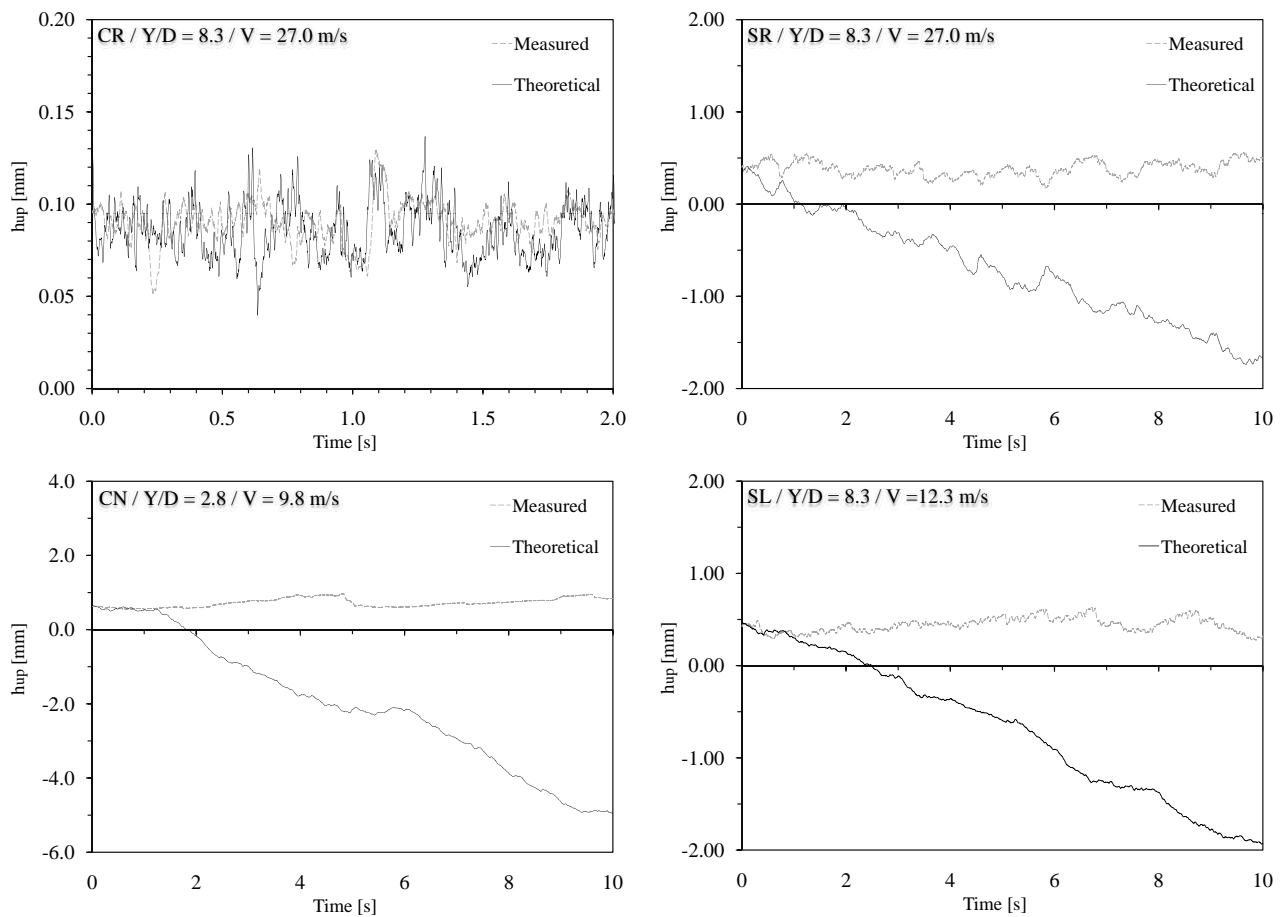 CR / Y/D = 8.3 / V = 27.0 m/s
Measured
Theoretical
0.20
0.15
0.10
0.05
0.00
hup [mm]
0.0 0.5 1.0 1.5 2.0
Time [s]
SR / Y/D = 8.3 / V = 27.0 m/s
Measured
Theoretical
2.00
1.00
0.00
-1.00
-2.00
hup [mm]
0 2 4 6 8 10
Time [s]
CN / Y/D = 2.8 / V = 9.8 m/s
Measured
Theoretical
4.0
2.0
0.0
-2.0
-4.0
-6.0
hup [mm]
0 2 4 6 8 10
Time [s]
SL / Y/D = 8.3 / V =12.3 m/s
Measured
Theoretical
2.00
1.00
0.00
-1.00
-2.00
hup [mm]
0 2 4 6 8 10
Time [s]